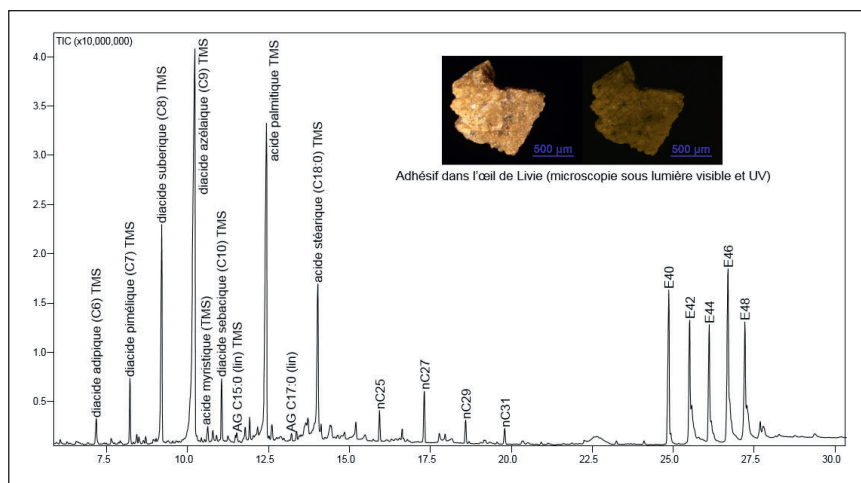 TIC (x10,000,000)
4.0
3.5
3.0
2.5
2.0
1.5
1.0
0.5
diacide adipique (C6) TMS
diacide pimélique (C7) TMS
diacide suberique (C8) TMS
diacide azélaique (C9) TMS
acide myristique (TMS)
diacide sebacique (C10) TMS
AG C15:0 (lin) TMS
acide palmitique TMS
AG C17:0 (lin)
acide stéarique (C18:0) TMS
nC25
nC27
nC29
nC31
E40
E42
E44
E46
E48
500 µm
500 µm
Adhésif dans l'œil de Livie (microscopie sous lumière visible et UV)
7.5 10.0 12.5 15.0 17.5 20.0 22.5 25.0 27.5 30.0